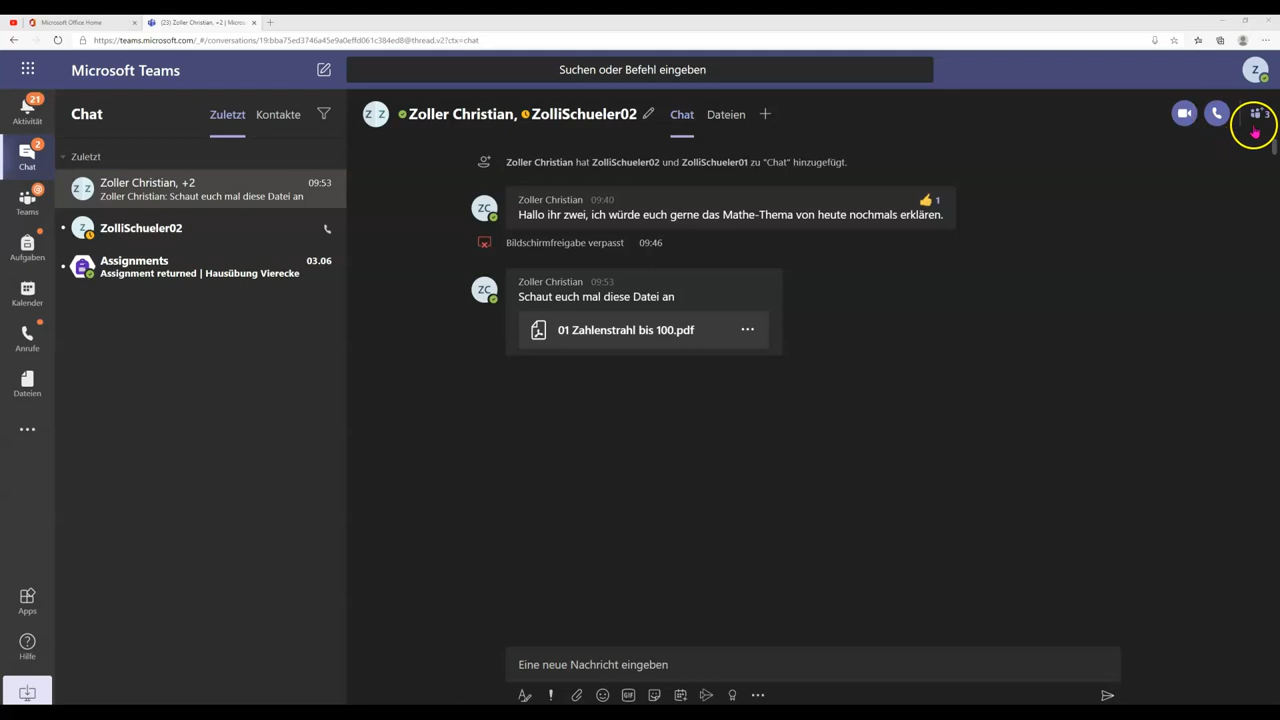 Microsoft Office Home
(23) Zoller Christian, +2 | Micros
https://teams.microsoft.com/_#/conversations/19:bba75ed3746a45e9a0effd061c384ed8@thread.v2?ctx=chat
Microsoft Teams
Suchen oder Befehl eingeben
Z
21
Aktivität
2
Chat
Teams
Aufgaben
Kalender
Anrufe
Dateien
Apps
Hilfe
Chat
Zuletzt
Kontakte
Zuletzt
Z Z
Zoller Christian, +2
09:53
Zoller Christian: Schaut euch mal diese Datei an
Z
ZolliSchueler02
Assignments
03.06
Assignment returned | Hausübung Vierecke
Z Z
Zoller Christian, ZolliSchueler02
Chat
Dateien
3
Zoller Christian hat ZolliSchueler02 und ZolliSchueler01 zu "Chat" hinzugefügt.
ZC
Zoller Christian 09:40
1
Hallo ihr zwei, ich würde euch gerne das Mathe-Thema von heute nochmals erklären.
Bildschirmfreigabe verpasst 09:46
ZC
Zoller Christian 09:53
Schaut euch mal diese Datei an
01 Zahlenstrahl bis 100.pdf
Eine neue Nachricht eingeben
GIF